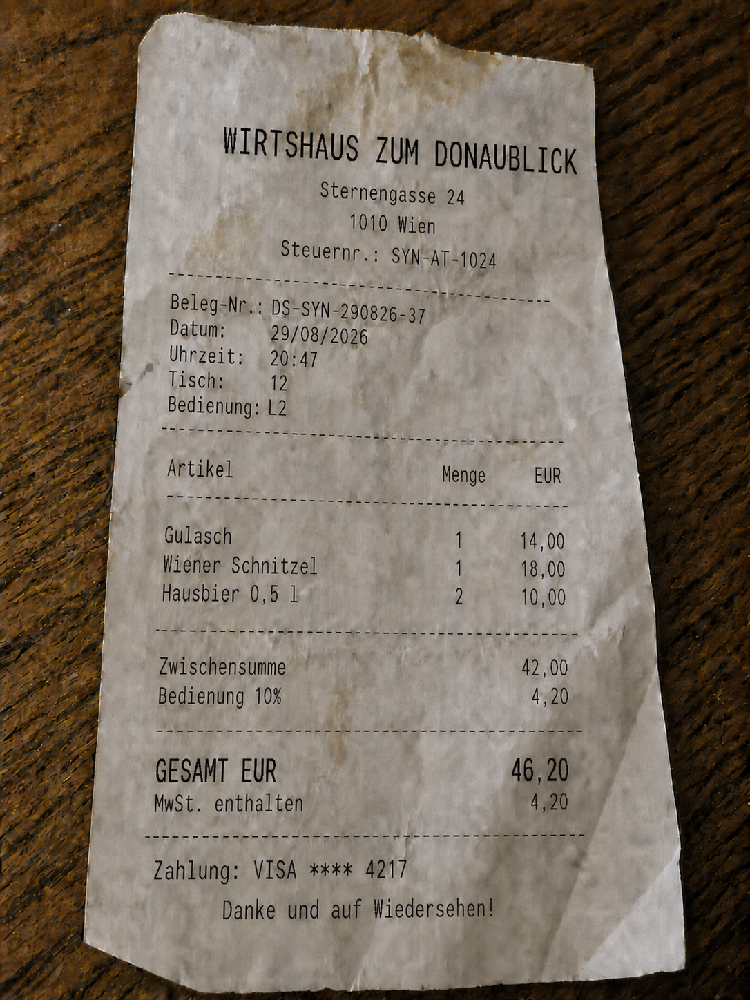 WIRTSHAUS ZUM DONAUBLICK
Sternengasse 24
1010 Wien
Steuernr.: SYN-AT-1024
Beleg-Nr.: DS-SYN-290826-37
Datum: 29/08/2026
Uhrzeit: 20:47
Tisch: 12
Bedienung: L2
Artikel Menge EUR
Gulasch 1 14,00
Wiener Schnitzel 1 18,00
Hausbier 0,5 l 2 10,00
Zwischensumme 42,00
Bedienung 10% 4,20
GESAMT EUR 46,20
MwSt. enthalten 4,20
Zahlung: VISA **** 4217
Danke und auf Wiedersehen!